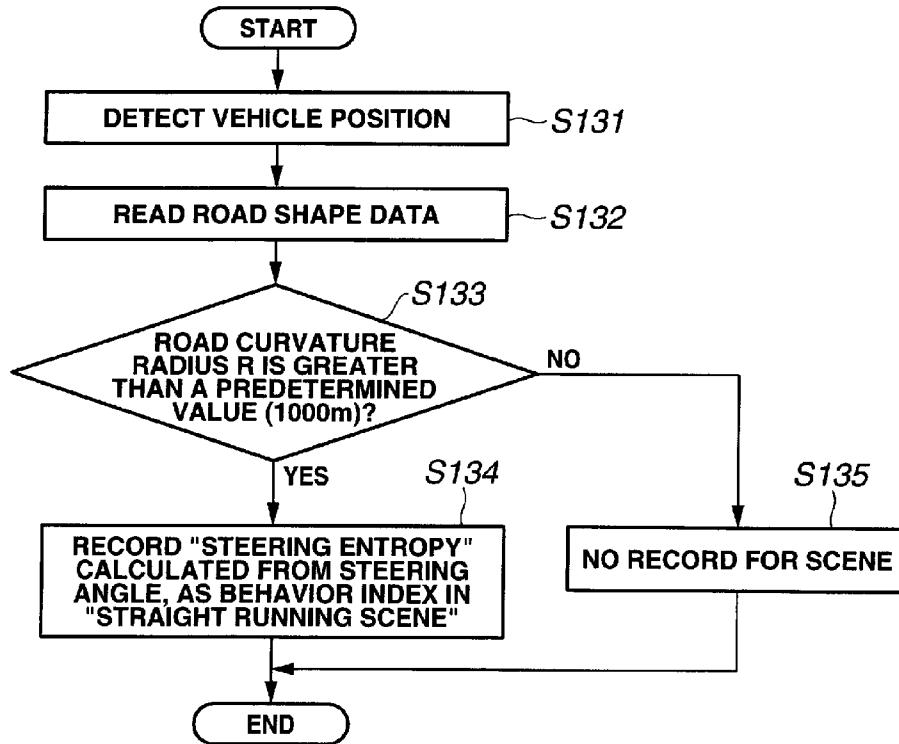 START
DETECT VEHICLE POSITION
S131
READ ROAD SHAPE DATA
S132
S133
ROAD CURVATURE
RADIUS R IS GREATER
THAN A PREDETERMINED
VALUE (1000m)?
NO
YES
S134
RECORD "STEERING ENTROPY"
CALCULATED FROM STEERING
ANGLE, AS BEHAVIOR INDEX IN
"STRAIGHT RUNNING SCENE"
S135
NO RECORD FOR SCENE
END